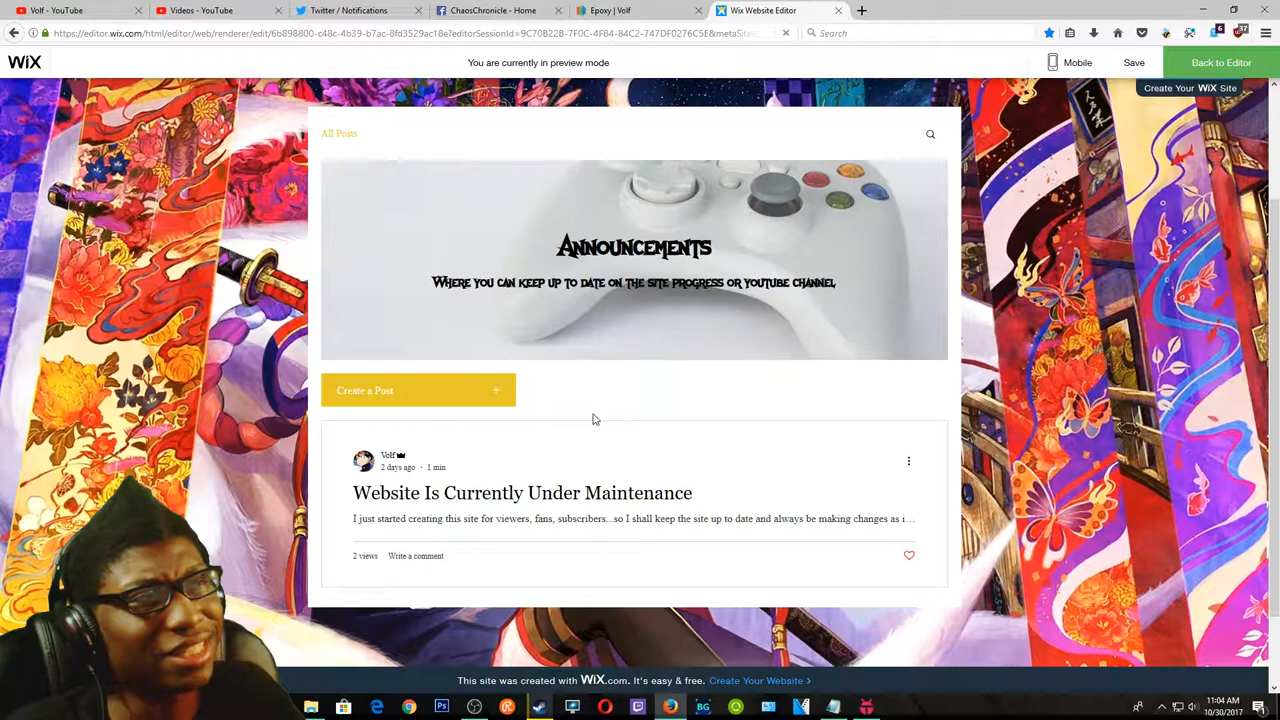 Volf - YouTube
Videos - YouTube
Twitter / Notifications
ChaosChronicle - Home
Epoxy | Volf
Wix Website Editor
Search
WiX
You are currently in preview mode
Mobile
Save
Back to Editor
Create Your WiX Site
All Posts
Announcements
Where you can keep up to date on the site progress or youtube channel
Create a Post +
Volf
2 days ago · 1 min
Website Is Currently Under Maintenance
I just started creating this site for viewers, fans, subscribers...so I shall keep the site up to date and always be making changes as i...
2 views Write a comment
This site was created with WiX.com. It's easy & free. Create Your Website >
11:04 AM
10/30/2017